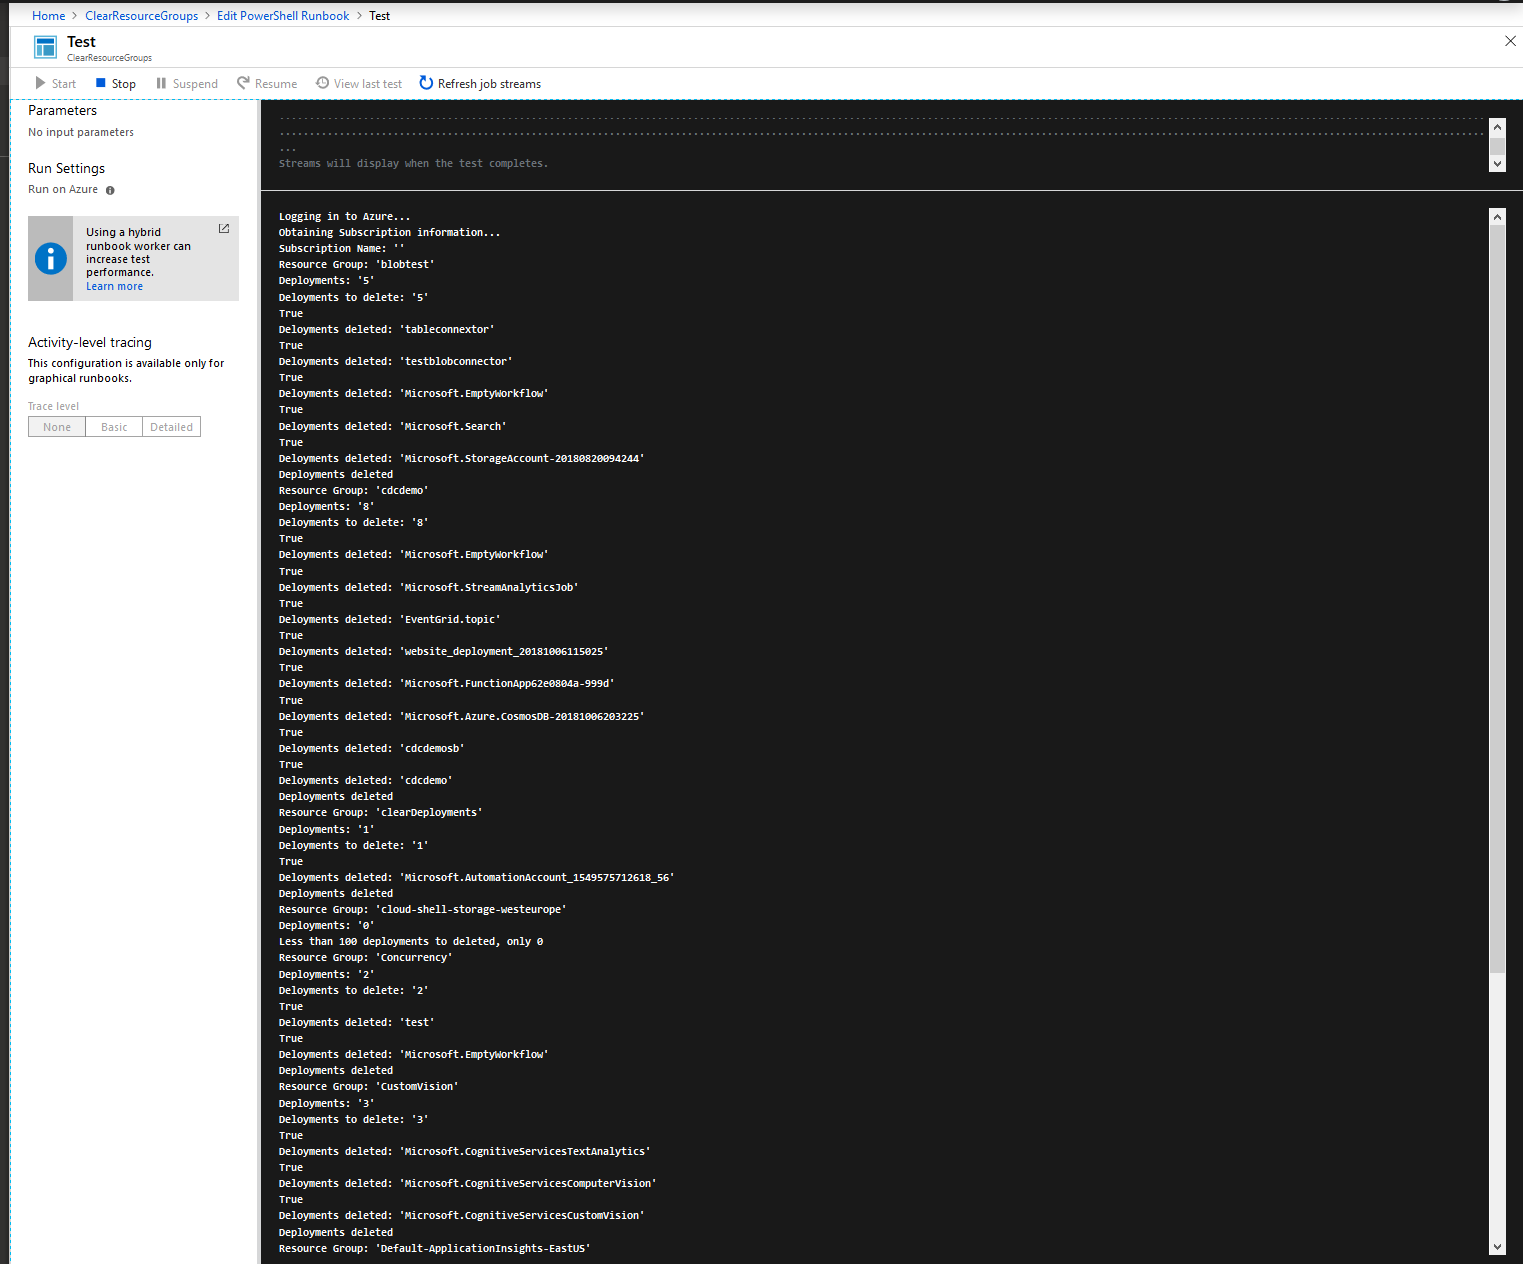 Home > ClearResourceGroups > Edit PowerShell Runbook > Test
Test
ClearResourceGroups
Start Stop Suspend Resume View last test Refresh job streams
Parameters
No input parameters
Run Settings
Run on Azure
Using a hybrid
runbook worker can
increase test
performance.
Learn more
Activity-level tracing
This configuration is available only for
graphical runbooks.
Trace level
None Basic Detailed
...
Streams will display when the test completes.
Logging in to Azure...
Obtaining Subscription information...
Subscription Name: ''
Resource Group: 'blobtest'
Deployments: '5'
Deloyments to delete: '5'
True
Deloyments deleted: 'tableconnextor'
True
Deloyments deleted: 'testblobconnector'
True
Deloyments deleted: 'Microsoft.EmptyWorkflow'
True
Deloyments deleted: 'Microsoft.Search'
True
Deloyments deleted: 'Microsoft.StorageAccount-20180820094244'
Deployments deleted
Resource Group: 'cdcdemo'
Deployments: '8'
Deloyments to delete: '8'
True
Deloyments deleted: 'Microsoft.EmptyWorkflow'
True
Deloyments deleted: 'Microsoft.StreamAnalyticsJob'
True
Deloyments deleted: 'EventGrid.topic'
True
Deloyments deleted: 'website_deployment_20181006115025'
True
Deloyments deleted: 'Microsoft.FunctionApp62e0804a-999d'
True
Deloyments deleted: 'Microsoft.Azure.CosmosDB-20181006203225'
True
Deloyments deleted: 'cdcdemosb'
True
Deloyments deleted: 'cdcdemo'
Deployments deleted
Resource Group: 'clearDeployments'
Deployments: '1'
Deloyments to delete: '1'
True
Deloyments deleted: 'Microsoft.AutomationAccount_1549575712618_56'
Deployments deleted
Resource Group: 'cloud-shell-storage-westeurope'
Deployments: '0'
Less than 100 deployments to deleted, only 0
Resource Group: 'Concurrency'
Deployments: '2'
Deloyments to delete: '2'
True
Deloyments deleted: 'test'
True
Deloyments deleted: 'Microsoft.EmptyWorkflow'
Deployments deleted
Resource Group: 'CustomVision'
Deployments: '3'
Deloyments to delete: '3'
True
Deloyments deleted: 'Microsoft.CognitiveServicesTextAnalytics'
True
Deloyments deleted: 'Microsoft.CognitiveServicesComputerVision'
True
Deloyments deleted: 'Microsoft.CognitiveServicesCustomVision'
Deployments deleted
Resource Group: 'Default-ApplicationInsights-EastUS'